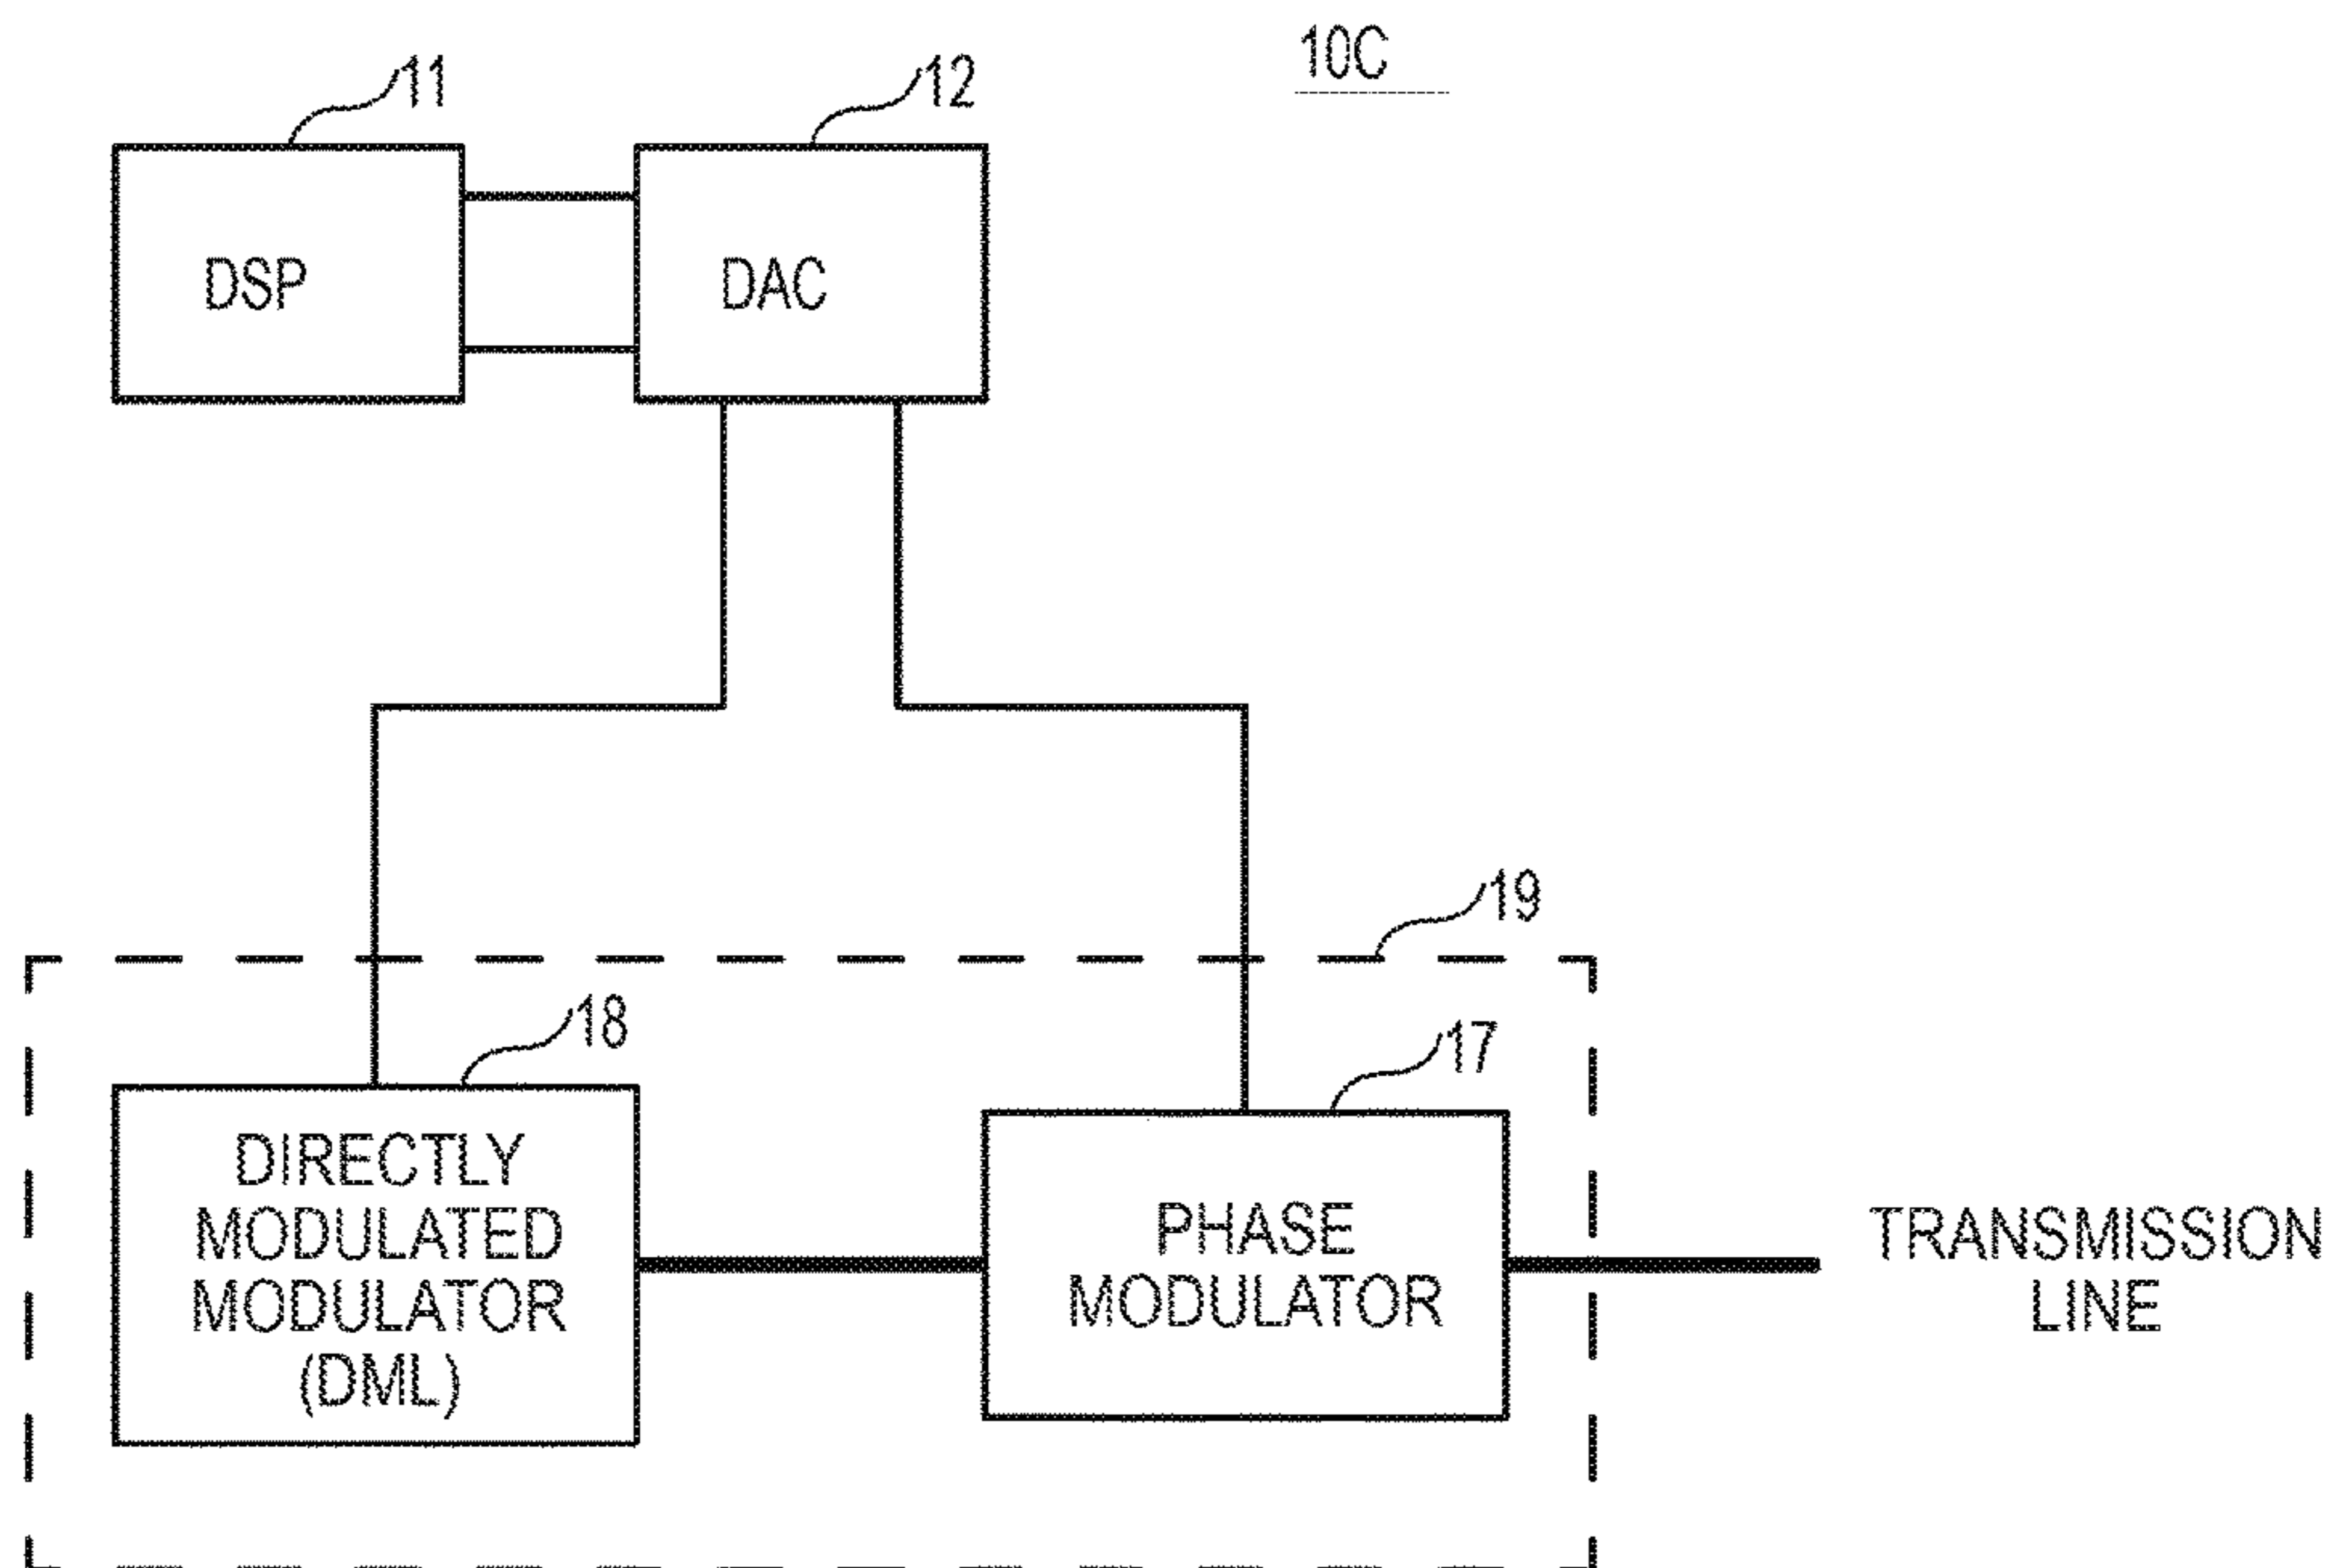 10C
11
12
DSP
DAC
19
18
17
DIRECTLY
MODULATED
MODULATOR
(DML)
PHASE
MODULATOR
TRANSMISSION
LINE